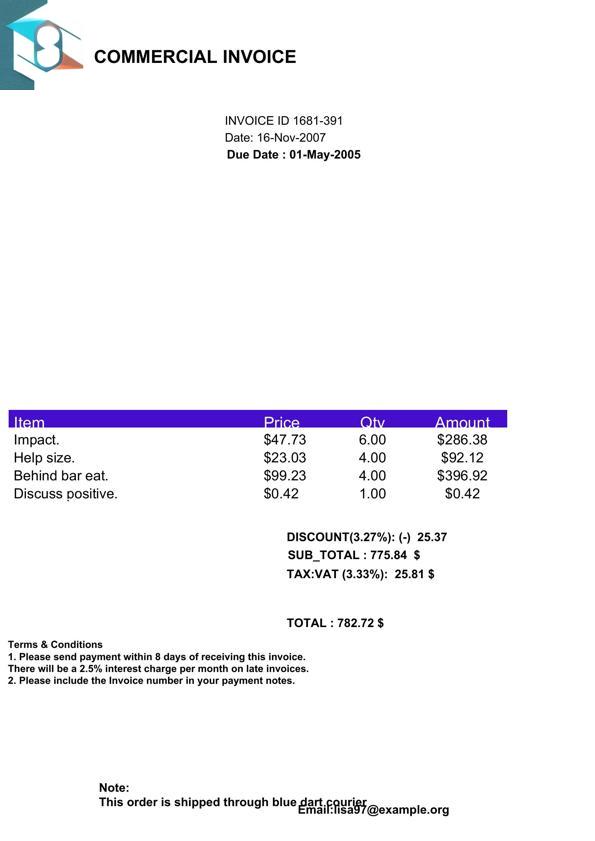 COMMERCIAL INVOICE
INVOICE ID 1681-391
Date: 16-Nov-2007
Due Date : 01-May-2005
Item Price Qty Amount
Impact. $47.73 6.00 $286.38
Help size. $23.03 4.00 $92.12
Behind bar eat. $99.23 4.00 $396.92
Discuss positive. $0.42 1.00 $0.42
DISCOUNT(3.27%): (-) 25.37
SUB_TOTAL : 775.84 $
TAX:VAT (3.33%): 25.81 $
TOTAL : 782.72 $
Terms & Conditions
1. Please send payment within 8 days of receiving this invoice.
There will be a 2.5% interest charge per month on late invoices.
2. Please include the Invoice number in your payment notes.
Note:
This order is shipped through blue dart courier
Email:lisa97@example.org